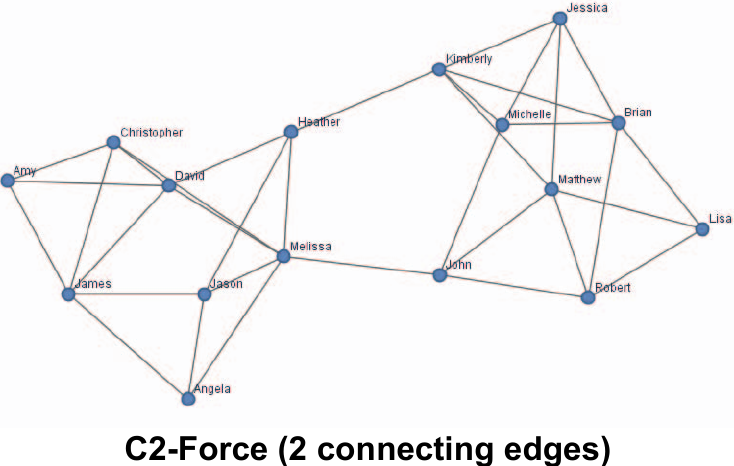 Jessica
Kimberly
Michelle
Brian
Heather
Christopher
Amy
David
Matthew
Lisa
Melissa
John
James
Jason
Robert
Angela
C2-Force (2 connecting edges)